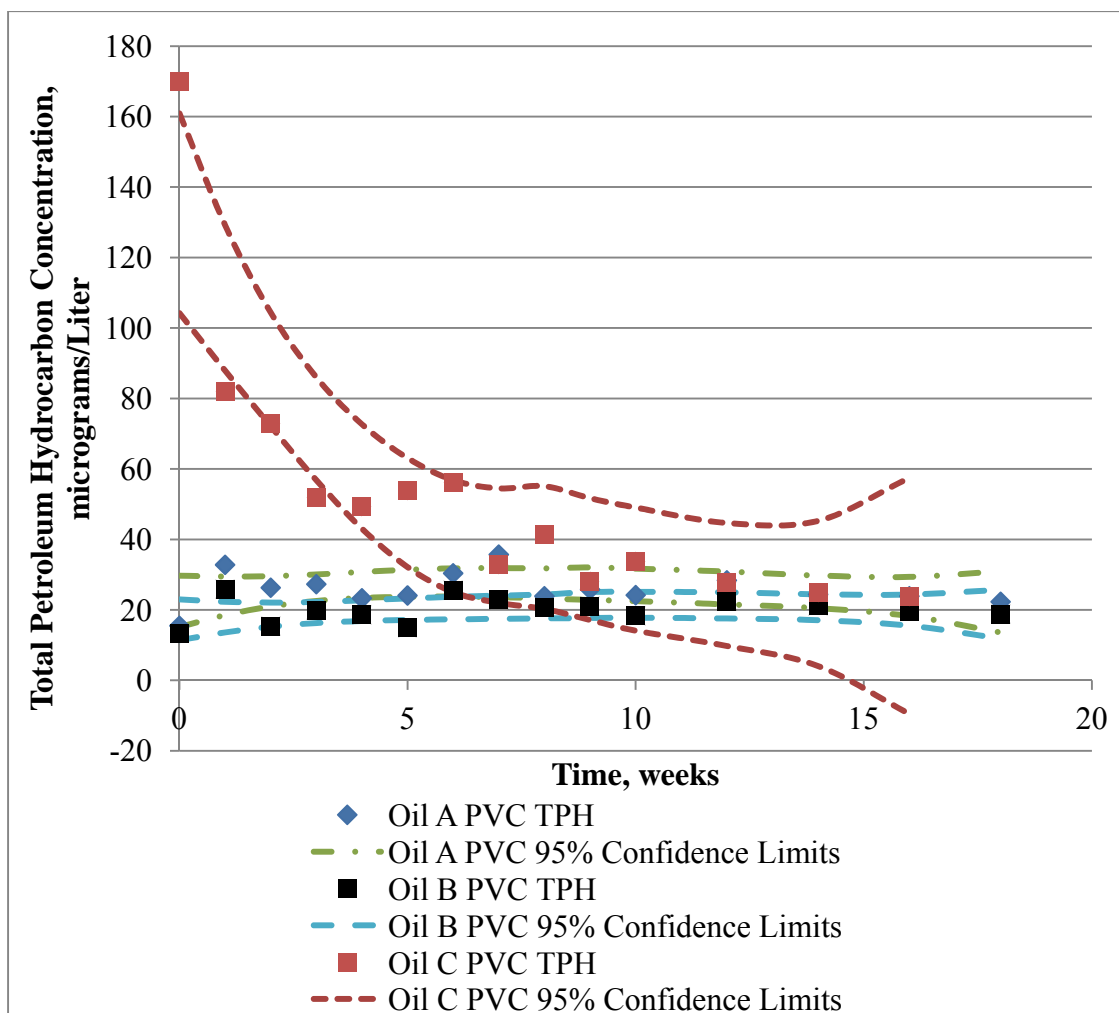 180
160
140
120
100
80
60
40
20
0
-20
0 5 10 15 20
Total Petroleum Hydrocarbon Concentration,
micrograms/Liter
Time, weeks
Oil A PVC TPH
Oil A PVC 95% Confidence Limits
Oil B PVC TPH
Oil B PVC 95% Confidence Limits
Oil C PVC TPH
Oil C PVC 95% Confidence Limits